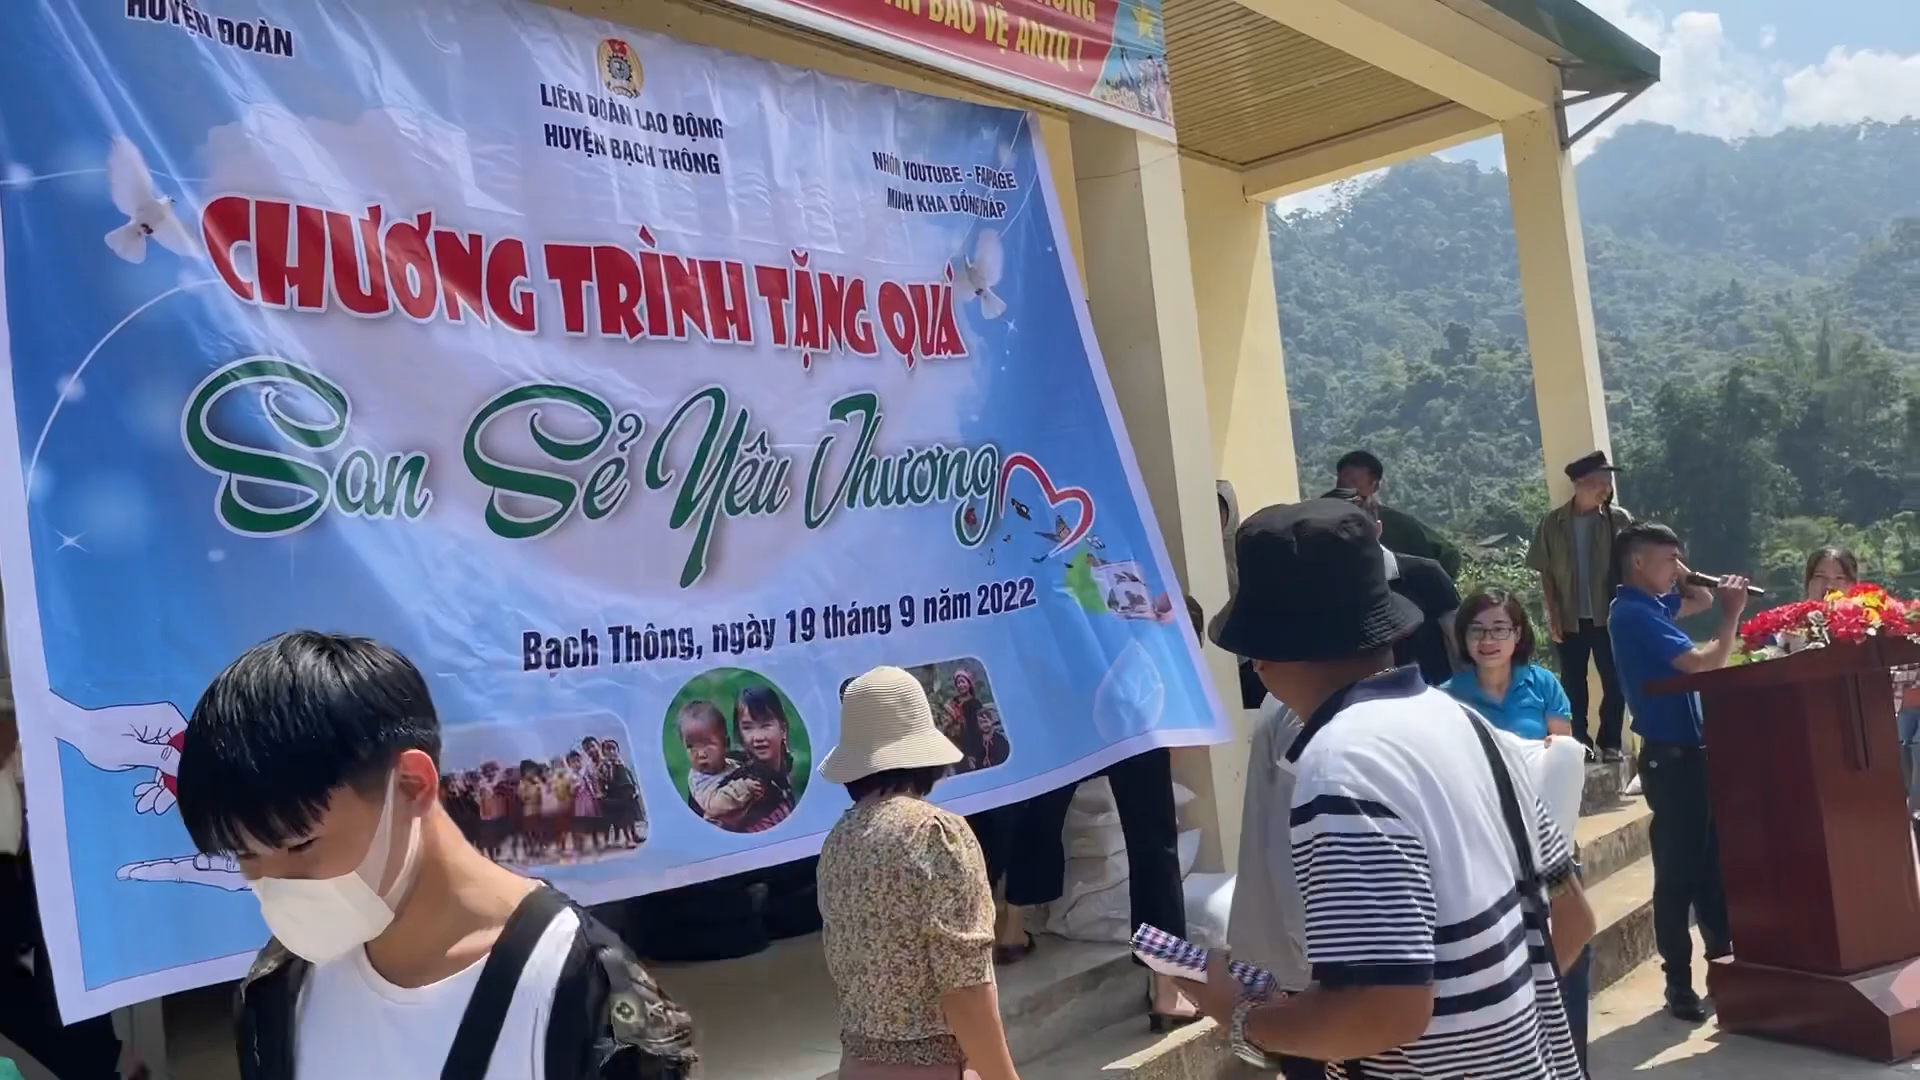 HUYỆN ĐOÀN
LIÊN ĐOÀN LAO ĐỘNG
HUYỆN BẠCH THÔNG
NHÓM YOUTUBE - FANPAGE
MINH KHA ĐỒNG THÁP
BẢO VỆ ANTQ !
CHƯƠNG TRÌNH TẶNG QUÀ
San Sẻ Yêu Thương
Bạch Thông, ngày 19 tháng 9 năm 2022